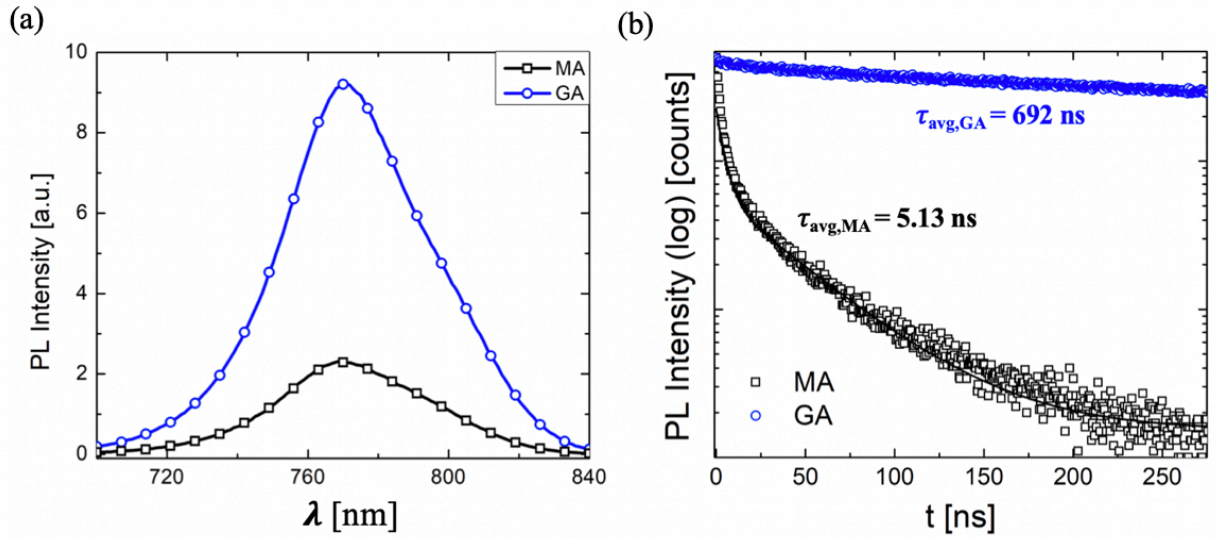 (a)
10
8
6
4
2
0
PL Intensity [a.u.]
MA
GA
720
760
800
840
λ [nm]
(b)
PL Intensity (log) [counts]
τavg,GA = 692 ns
τavg,MA = 5.13 ns
MA
GA
0
50
100
150
200
250
t [ns]